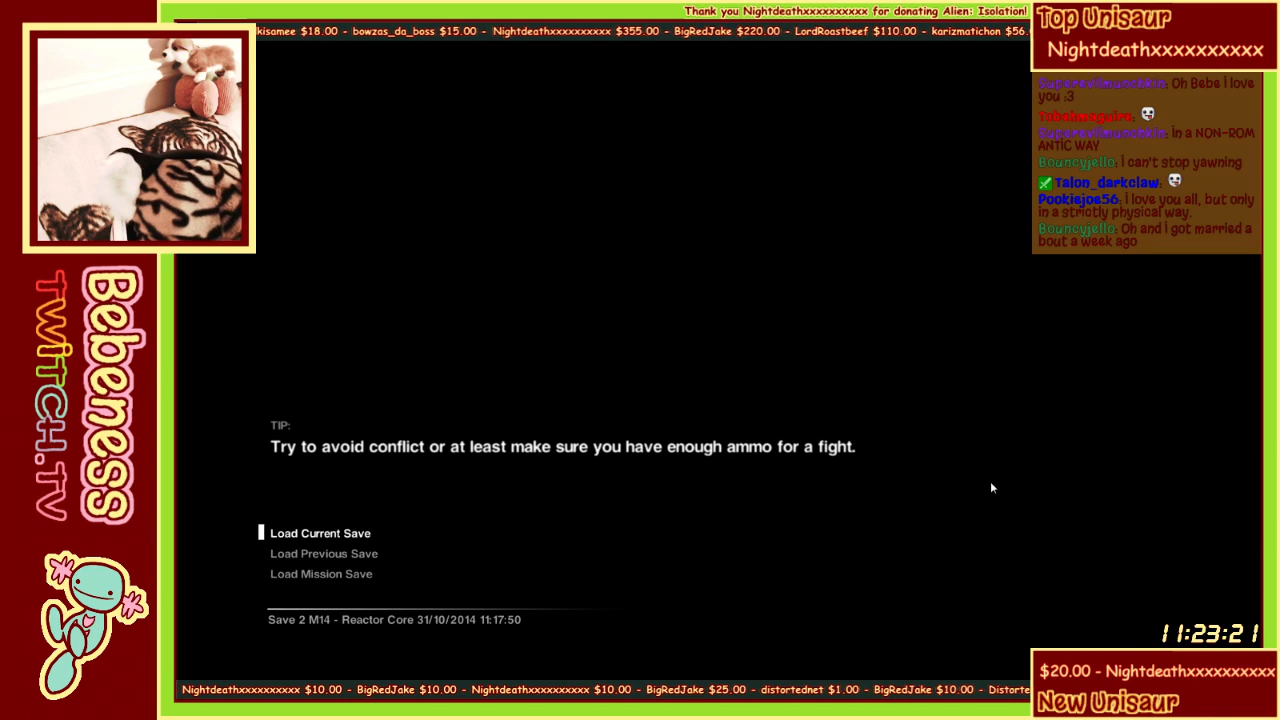 Thank you Nightdeathxxxxxxxxxx for donating Alien: Isolation!
kisamee $18.00 - bowzas_da_boss $15.00 - Nightdeathxxxxxxxxxx $355.00 - BigRedJake $220.00 - LordRoastbeef $110.00 - karizmatichon $56.
Top Unisaur
Nightdeathxxxxxxxxxx
Superevilmunchkin: Oh Bebe i love
you :3
Tabahmaguire:
Superevilmunchkin: in a NON-ROM
ANTIC WAY
Bouncyjello: i can't stop yawning
Talon_darkclaw:
Pookiejoe56: i love you all, but only
in a strictly physical way.
Bouncyjello: Oh and i got married a
bout a week ago
Bebeness
TWiTCH.TV
TIP:
Try to avoid conflict or at least make sure you have enough ammo for a fight.
Load Current Save
Load Previous Save
Load Mission Save
Save 2 M14 - Reactor Core 31/10/2014 11:17:50
11:23:21
$20.00 - Nightdeathxxxxxxxxxx
New Unisaur
Nightdeathxxxxxxxxxx $10.00 - BigRedJake $10.00 - Nightdeathxxxxxxxxxx $10.00 - BigRedJake $25.00 - distortednet $1.00 - BigRedJake $10.00 - Distorte